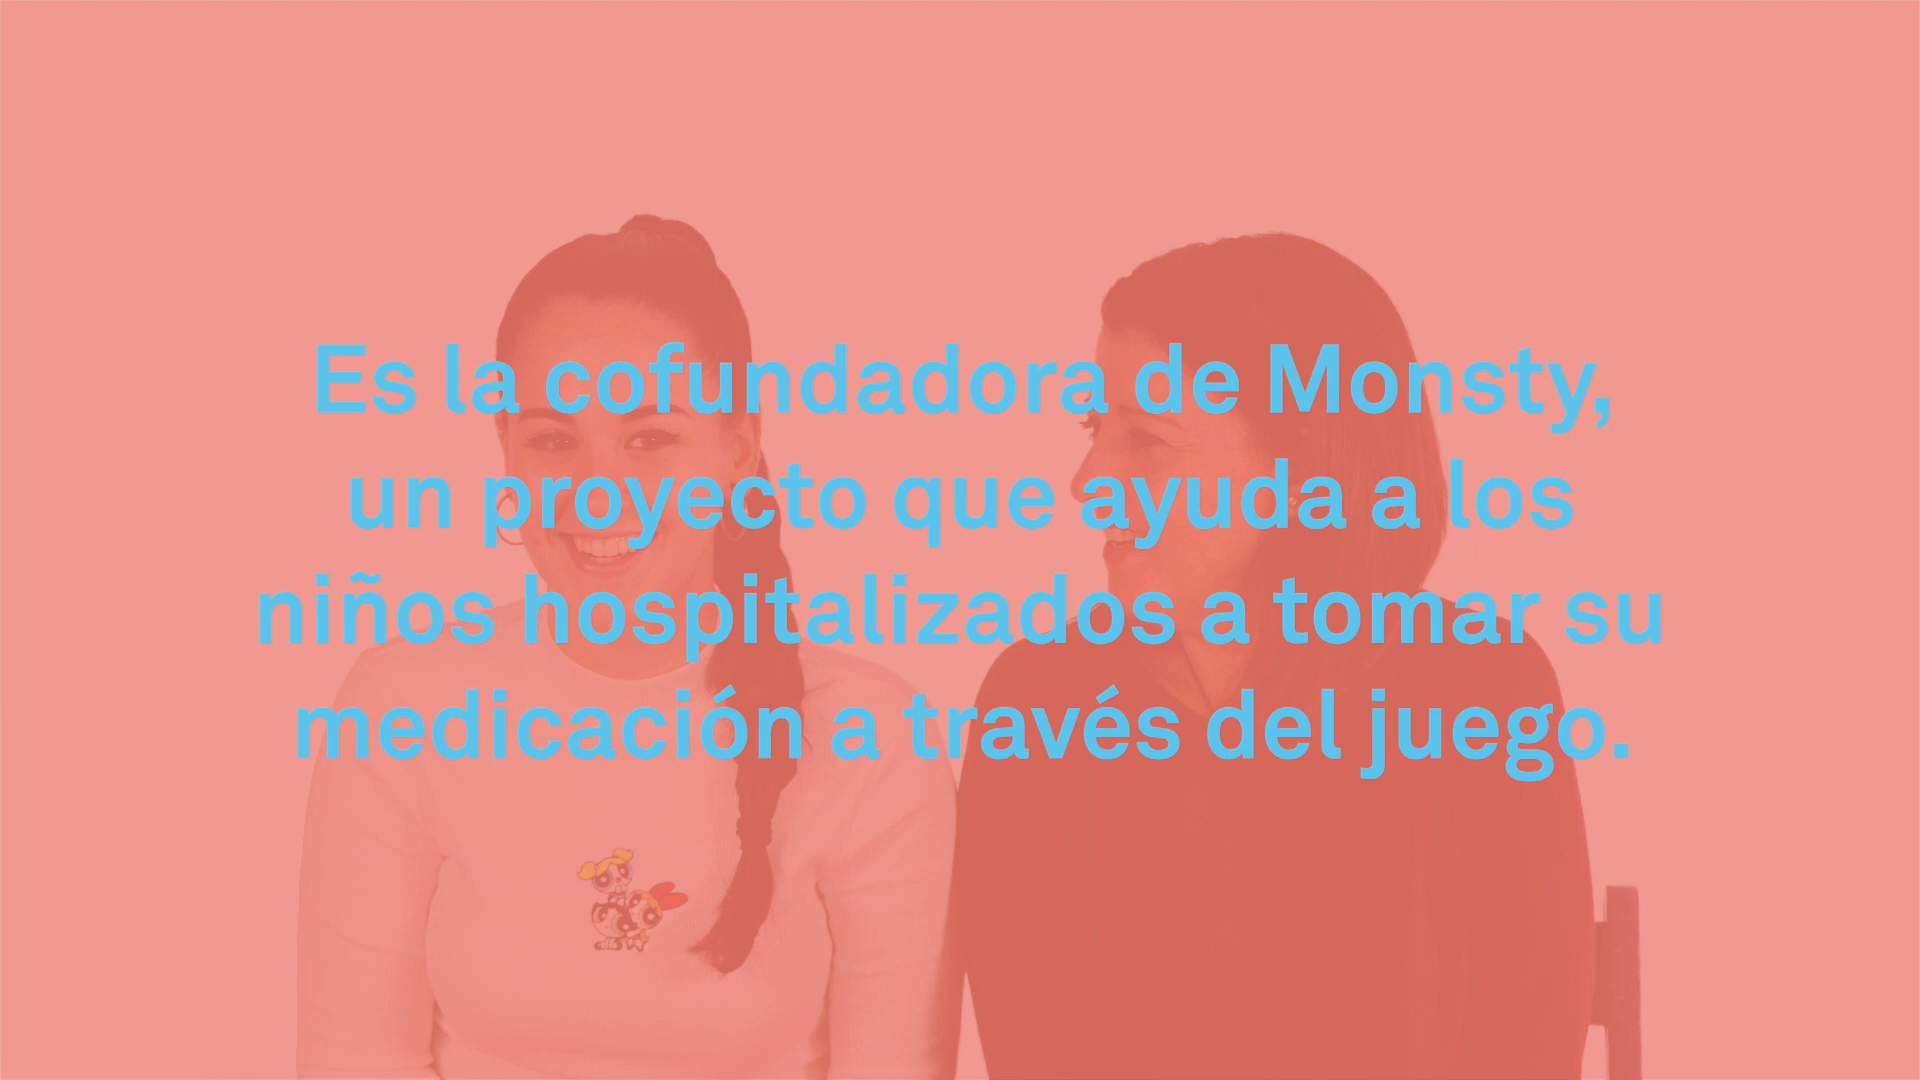 Es la cofundadora de Monsty,
un proyecto que ayuda a los
niños hospitalizados a tomar su
medicación a través del juego.